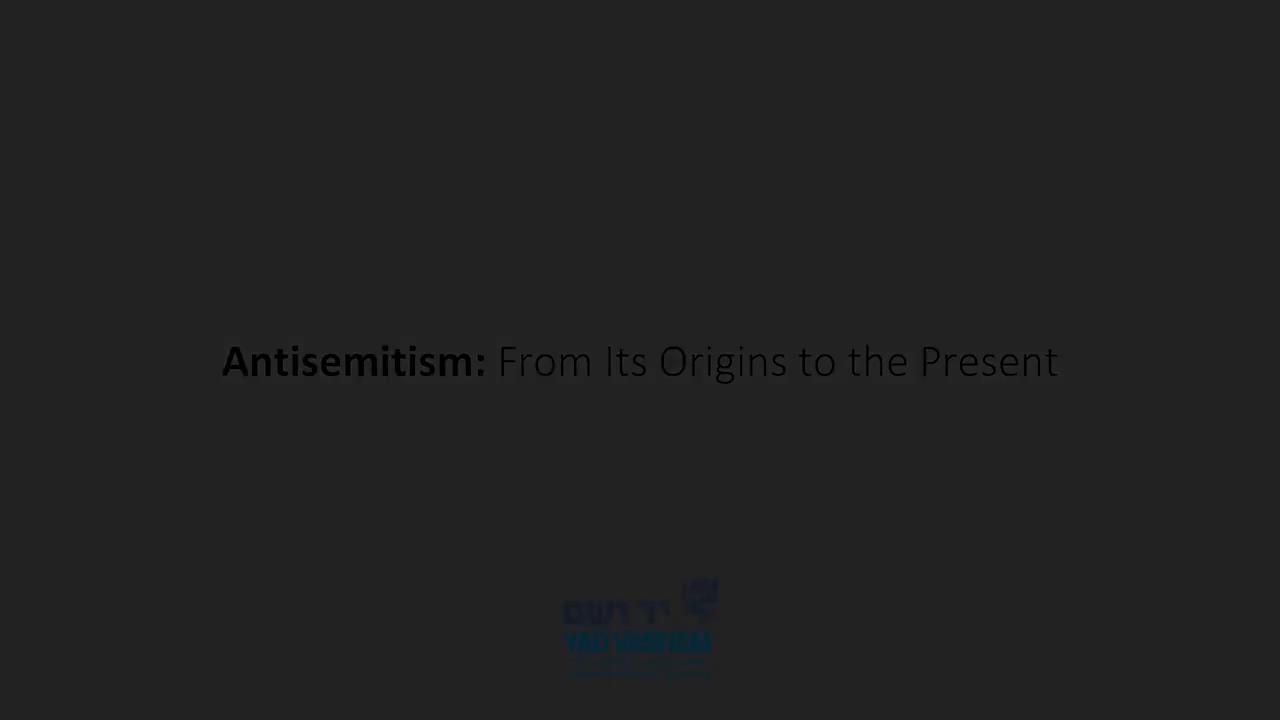 Antisemitism: From Its Origins to the Present
יד ושם
YAD VASHEM